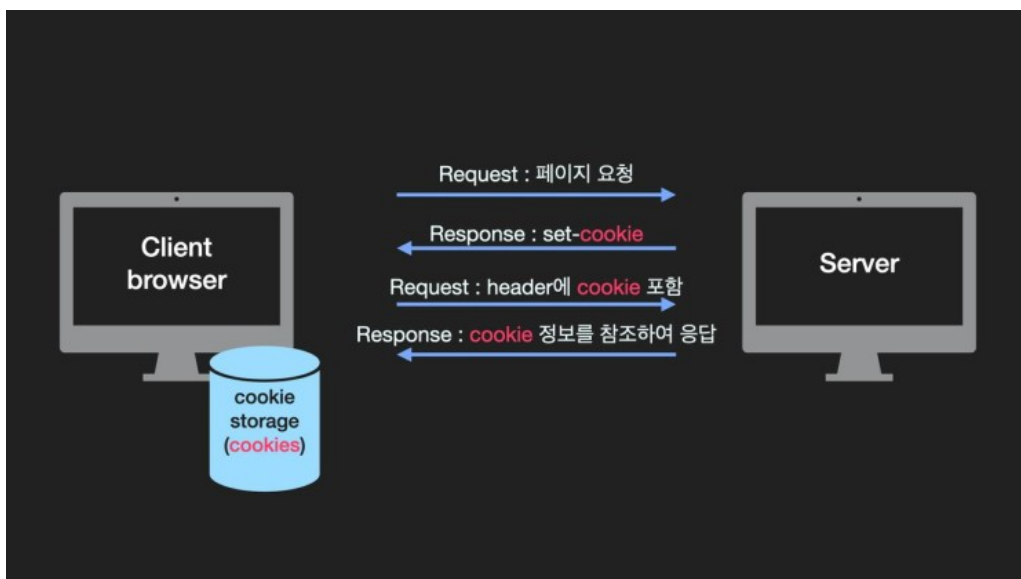 Request : 페이지 요청
Response : set-cookie
Request : header에 cookie 포함
Response : cookie 정보를 참조하여 응답
Client
browser
Server
cookie
storage
(cookies)